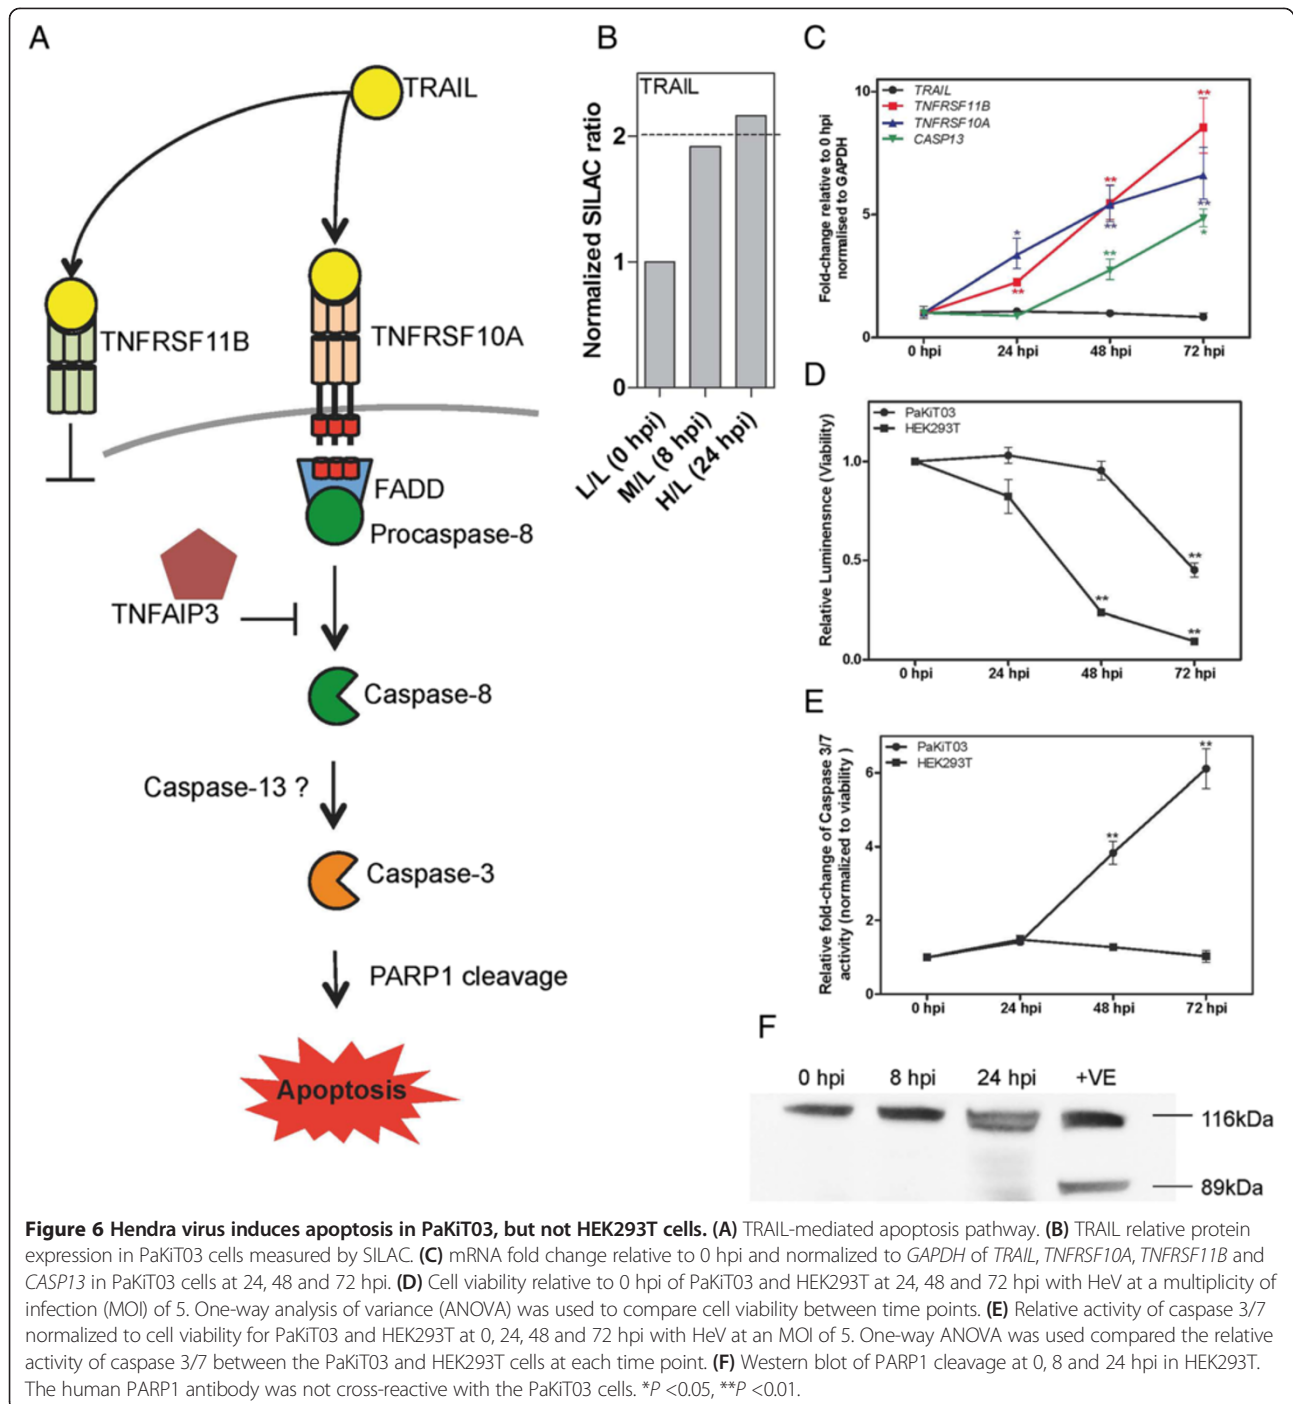 A
TRAIL
TNFRSF11B
TNFRSF10A
FADD
Procaspase-8
TNFAIP3
Caspase-8
Caspase-13 ?
Caspase-3
PARP1 cleavage
Apoptosis
B
TRAIL
Normalized SILAC ratio
2
1
0
L/L (0 hpi)
M/L (8 hpi)
H/L (24 hpi)
C
Fold-change relative to 0 hpi
normalised to GAPDH
10
5
0
TRAIL
TNFRSF11B
TNFRSF10A
CASP13
**
**
**
*
**
**
**
*
0 hpi 24 hpi 48 hpi 72 hpi
D
Relative Luminensnce (Viability)
1.0
0.5
0.0
PaKiT03
HEK293T
**
**
**
0 hpi 24 hpi 48 hpi 72 hpi
E
Relative fold-change of Caspase 3/7
activity (normalized to viability )
6
4
2
0
PaKiT03
HEK293T
**
**
0 hpi 24 hpi 48 hpi 72 hpi
F
0 hpi 8 hpi 24 hpi +VE
116kDa
89kDa
Figure 6 Hendra virus induces apoptosis in PaKiT03, but not HEK293T cells. (A) TRAIL-mediated apoptosis pathway. (B) TRAIL relative protein
expression in PaKiT03 cells measured by SILAC. (C) mRNA fold change relative to 0 hpi and normalized to GAPDH of TRAIL, TNFRSF10A, TNFRSF11B and
CASP13 in PaKiT03 cells at 24, 48 and 72 hpi. (D) Cell viability relative to 0 hpi of PaKiT03 and HEK293T at 24, 48 and 72 hpi with HeV at a multiplicity of
infection (MOI) of 5. One-way analysis of variance (ANOVA) was used to compare cell viability between time points. (E) Relative activity of caspase 3/7
normalized to cell viability for PaKiT03 and HEK293T at 0, 24, 48 and 72 hpi with HeV at an MOI of 5. One-way ANOVA was used compared the relative
activity of caspase 3/7 between the PaKiT03 and HEK293T cells at each time point. (F) Western blot of PARP1 cleavage at 0, 8 and 24 hpi in HEK293T.
The human PARP1 antibody was not cross-reactive with the PaKiT03 cells. *P <0.05, **P <0.01.